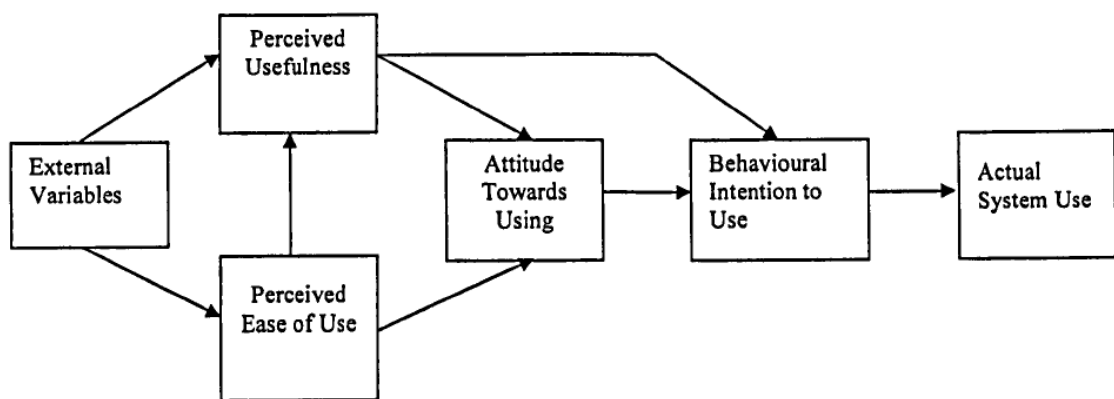 Perceived
Usefulness
External
Variables
Attitude
Towards
Using
Behavioural
Intention to
Use
Actual
System Use
Perceived
Ease of Use